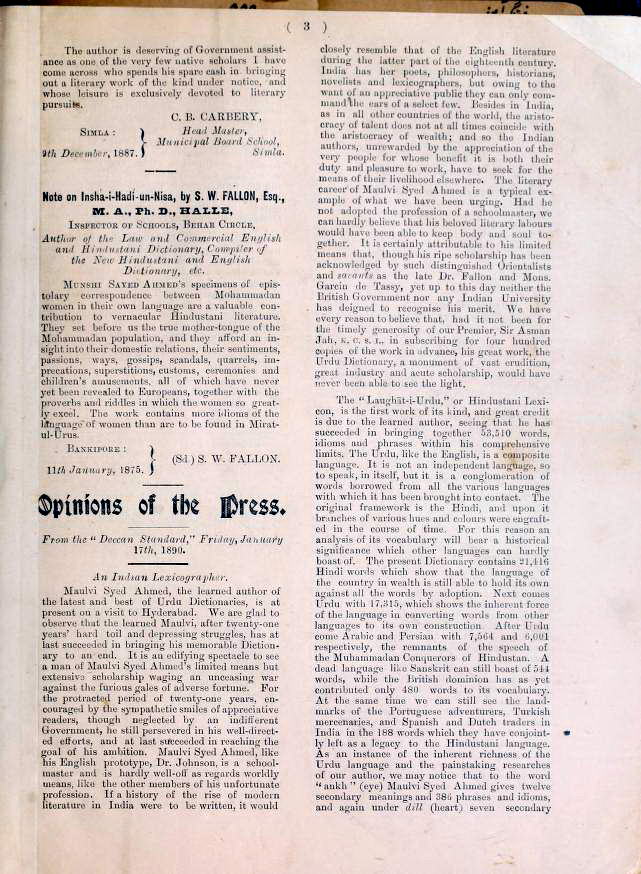 ( 3 )
The author is deserving of Government assist-
ance as one of the very few native scholars I have
come across who spends his spare cash in bringing
out a literary work of the kind under notice, and
whose leisure is exclusively devoted to literary
pursuits.
C. B. CARBERY,
SIMLA :
Head Master,
Municipal Board School,
9th December, 1887.
Simla.
Note on Insha-i-Hadi-un-Nisa, by S. W. FALLON, Esq.,
M. A., Ph. D., HALLE,
INSPECTOR OF SCHOOLS, BEHAR CIRCLE,
Author of the Law and Commercial English
and Hindustani Dictionary, Compiler of
the New Hindustani and English
Dictionary, etc.
MUNSHI SAYED AHMED'S specimens of epis-
tolary correspondence between Mohammadan
women in their own language are a valuable con-
tribution to vernacular Hindustani literature.
They set before us the true mother-tongue of the
Mohammadan population, and they afford an in-
sight into their domestic relations, their sentiments,
passions, ways, gossips, scandals, quarrels, im-
precations, superstitions, customs, ceremonies and
children's amusements, all of which have never
yet been revealed to Europeans, together with the
proverbs and riddles in which the women so great-
ly excel. The work contains more idioms of the
language of women than are to be found in Mirat-
ul-Urus.
BANKIPORE :
(Sd.) S. W. FALLON.
11th January, 1875.
Opinions of the Press.
From the "Deccan Standard," Friday, January
17th, 1890.
An Indian Lexicographer.
Maulvi Syed Ahmed, the learned author of
the latest and best of Urdu Dictionaries, is at
present on a visit to Hyderabad. We are glad to
observe that the learned Maulvi, after twenty-one
years' hard toil and depressing struggles, has at
last succeeded in bringing his memorable Diction-
ary to an end. It is an edifying spectacle to see
a man of Maulvi Syed Ahmed's limited means but
extensive scholarship waging an unceasing war
against the furious gales of adverse fortune. For
the protracted period of twenty-one years, en-
couraged by the sympathetic smiles of appreciative
readers, though neglected by an indifferent
Government, he still persevered in his well-direct-
ed efforts, and at last succeeded in reaching the
goal of his ambition. Maulvi Syed Ahmed, like
his English prototype, Dr. Johnson, is a school-
master and is hardly well-off as regards worldly
means, like the other members of his unfortunate
profession. If a history of the rise of modern
literature in India were to be written, it would
closely resemble that of the English literature
during the latter part of the eighteenth century.
India has her poets, philosophers, historians,
novelists and lexicographers, but owing to the
want of an appreciative public they can only com-
mand the ears of a select few. Besides in India,
as in all other countries of the world, the aristo-
cracy of talent does not at all times coincide with
the aristocracy of wealth; and so the Indian
authors, unrewarded by the appreciation of the
very people for whose benefit it is both their
duty and pleasure to work, have to seek for the
means of their livelihood elsewhere. The literary
career of Maulvi Syed Ahmed is a typical ex-
ample of what we have been urging. Had he
not adopted the profession of a schoolmaster, we
can hardly believe that his beloved literary labours
would have been able to keep body and soul to-
gether. It is certainly attributable to his limited
means that, though his ripe scholarship has been
acknowledged by such distinguished Orientalists
and savants as the late Dr. Fallon and Mons.
Garcin de Tassy, yet up to this day neither the
British Government nor any Indian University
has deigned to recognise his merit. We have
every reason to believe that, had it not been for
the timely generosity of our Premier, Sir Asman
Jah, K. C. S. I., in subscribing for four hundred
copies of the work in advance, his great work, the
Urdu Dictionary, a monument of vast erudition,
great industry and acute scholarship, would have
never been able to see the light.
The "Laughát-i-Urdu," or Hindustani Lexi-
con, is the first work of its kind, and great credit
is due to the learned author, seeing that he has
succeeded in bringing together 53,510 words,
idioms and phrases within his comprehensive
limits. The Urdu, like the English, is a composite
language. It is not an independent language, so
to speak, in itself, but it is a conglomeration of
words borrowed from all the various languages
with which it has been brought into contact. The
original framework is the Hindi, and upon it
branches of various hues and colours were engraft-
ed in the course of time. For this reason an
analysis of its vocabulary will bear a historical
significance which other languages can hardly
boast of. The present Dictionary contains 21,416
Hindi words which show that the language of
the country in wealth is still able to hold its own
against all the words by adoption. Next comes
Urdu with 17,315, which shows the inherent force
of the language in converting words from other
languages to its own construction. After Urdu
come Arabic and Persian with 7,564 and 6,001
respectively, the remnants of the speech of
the Muhammadan Conquerors of Hindustan. A
dead language like Sanskrit can still boast of 544
words, while the British dominion has as yet
contributed only 480 words to its vocabulary.
At the same time we can still see the land-
marks of the Portuguese adventurers, Turkish
mercenaries, and Spanish and Dutch traders in
India in the 188 words which they have conjoint-
ly left as a legacy to the Hindustani language.
As an instance of the inherent richness of the
Urdu language and the painstaking researches
of our author, we may notice that to the word
"ankh" (eye) Maulvi Syed Ahmed gives twelve
secondary meanings and 386 phrases and idioms,
and again under dill (heart) seven secondary